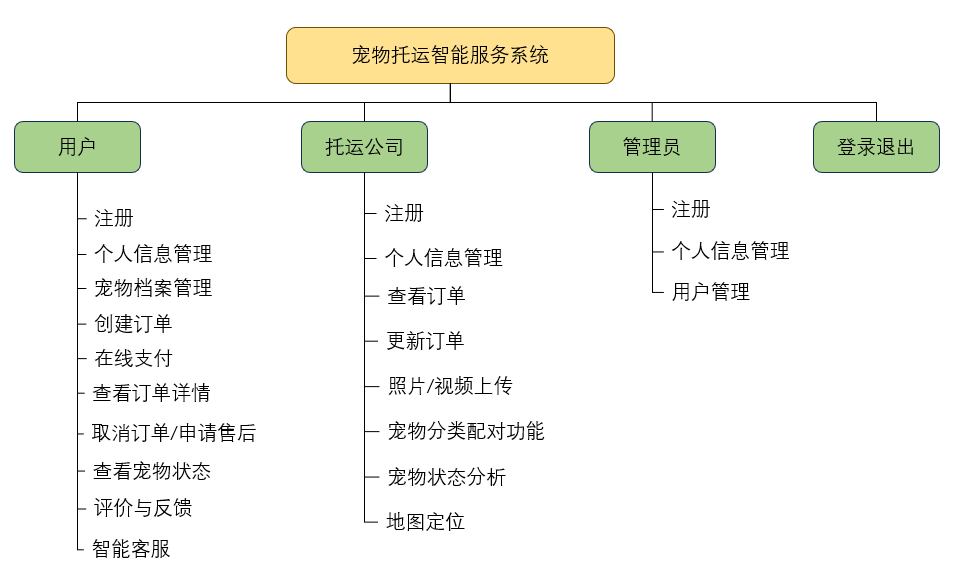 宠物托运智能服务系统
用户
托运公司
管理员
登录退出
注册
个人信息管理
宠物档案管理
创建订单
在线支付
查看订单详情
取消订单/申请售后
查看宠物状态
评价与反馈
智能客服
注册
个人信息管理
查看订单
更新订单
照片/视频上传
宠物分类配对功能
宠物状态分析
地图定位
注册
个人信息管理
用户管理